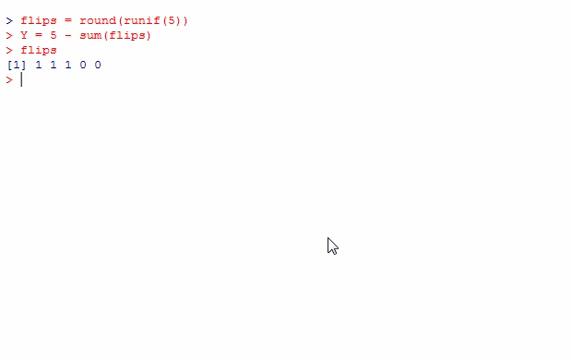 > flips = round(runif(5))
> Y = 5 - sum(flips)
> flips
[1] 1 1 1 0 0
>